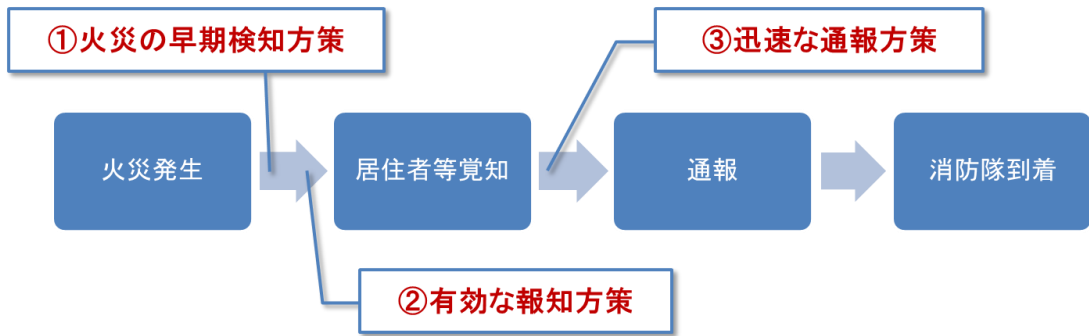 ①火災の早期検知方策
③迅速な通報方策
火災発生
居住者等覚知
通報
消防隊到着
②有効な報知方策